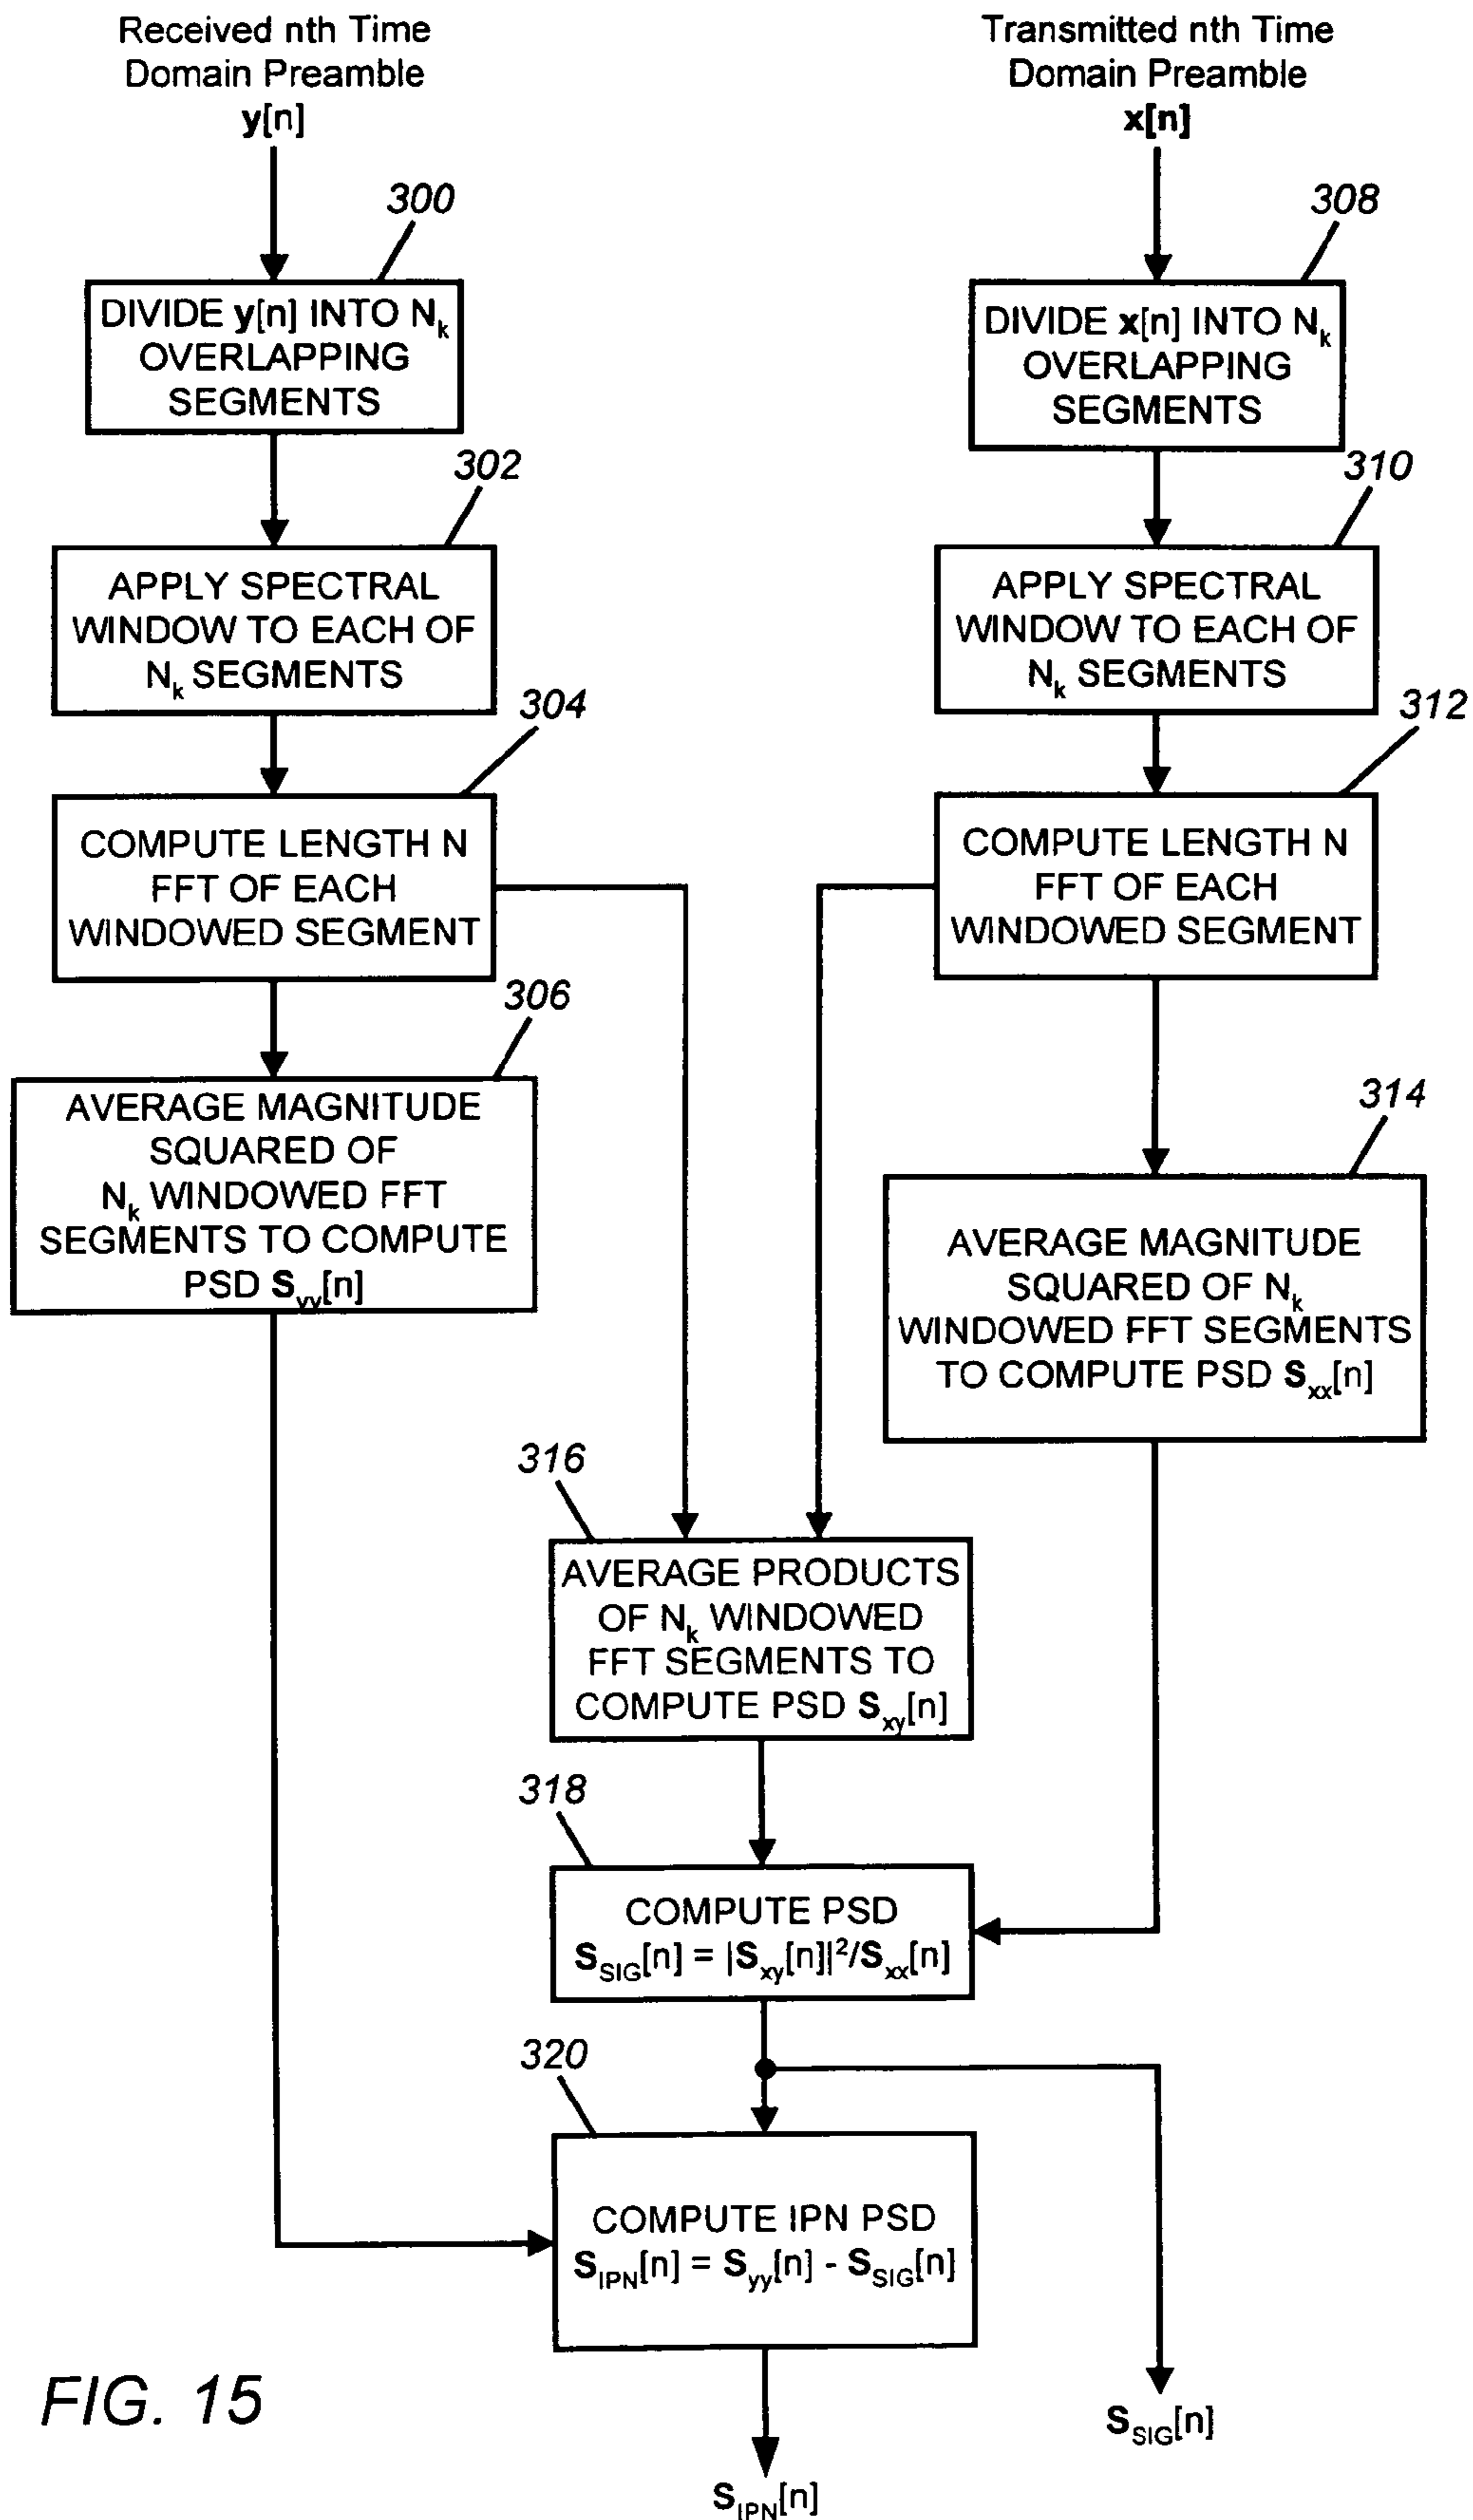 Received nth Time
Domain Preamble
y[n]
Transmitted nth Time
Domain Preamble
x[n]
300
308
DIVIDE y[n] INTO Nk
OVERLAPPING
SEGMENTS
DIVIDE x[n] INTO Nk
OVERLAPPING
SEGMENTS
302
310
APPLY SPECTRAL
WINDOW TO EACH OF
Nk SEGMENTS
APPLY SPECTRAL
WINDOW TO EACH OF
Nk SEGMENTS
304
312
COMPUTE LENGTH N
FFT OF EACH
WINDOWED SEGMENT
COMPUTE LENGTH N
FFT OF EACH
WINDOWED SEGMENT
306
314
AVERAGE MAGNITUDE
SQUARED OF
Nk WINDOWED FFT
SEGMENTS TO COMPUTE
PSD Syy[n]
AVERAGE MAGNITUDE
SQUARED OF Nk
WINDOWED FFT SEGMENTS
TO COMPUTE PSD Sxx[n]
316
AVERAGE PRODUCTS
OF Nk WINDOWED
FFT SEGMENTS TO
COMPUTE PSD Sxy[n]
318
COMPUTE PSD
SSIG[n] = |Sxy[n]|²/Sxx[n]
320
COMPUTE IPN PSD
SIPN[n] = Syy[n] - SSIG[n]
FIG. 15
SSIG[n]
SIPN[n]